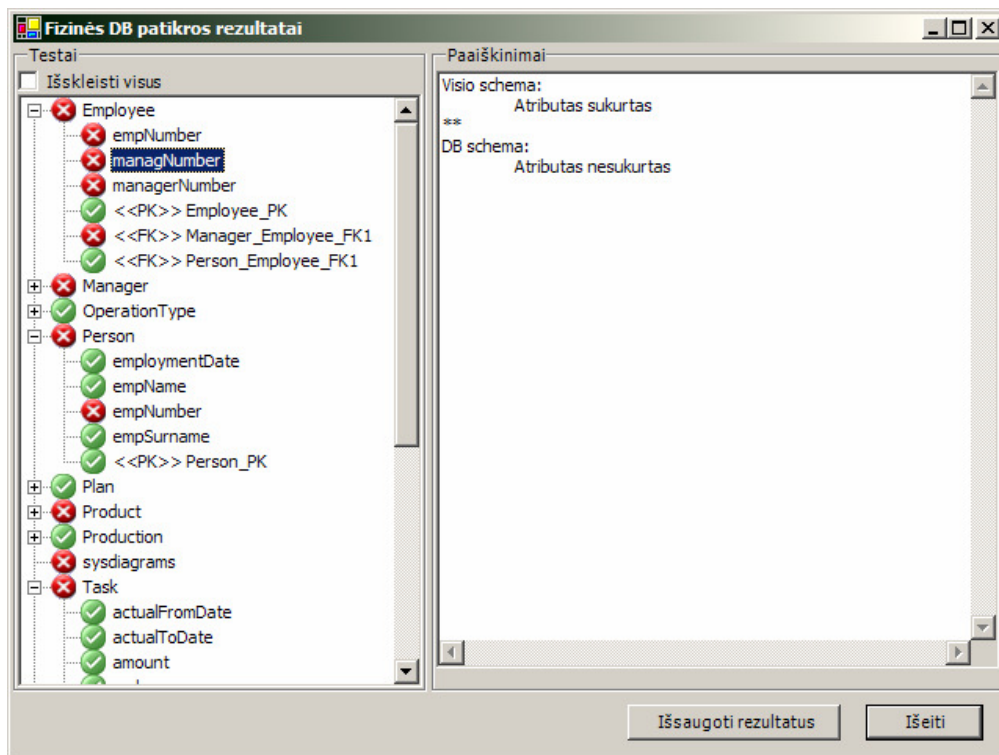 Fizinės DB patikros rezultatai
Testai
Išskleisti visus
Employee
empNumber
managNumber
managerNumber
<<PK>> Employee_PK
<<FK>> Manager_Employee_FK1
<<FK>> Person_Employee_FK1
Manager
OperationType
Person
employmentDate
empName
empNumber
empSurname
<<PK>> Person_PK
Plan
Product
Production
sysdiagrams
Task
actualFromDate
actualToDate
amount
Paaiškinimai
Visio schema:
Atributas sukurtas
**
DB schema:
Atributas nesukurtas
Išsaugoti rezultatus
Išeiti